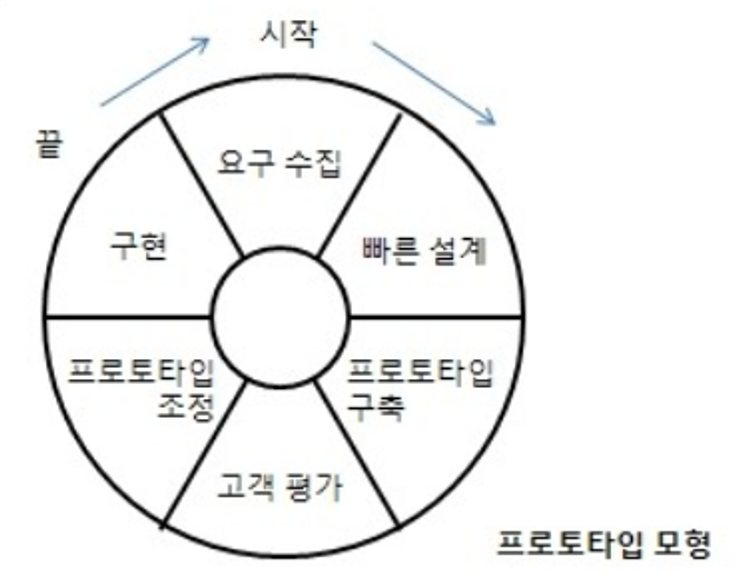 시작
끝
요구 수집
구현
빠른 설계
프로토타입
조정
프로토타입
구축
고객 평가
프로토타입 모형